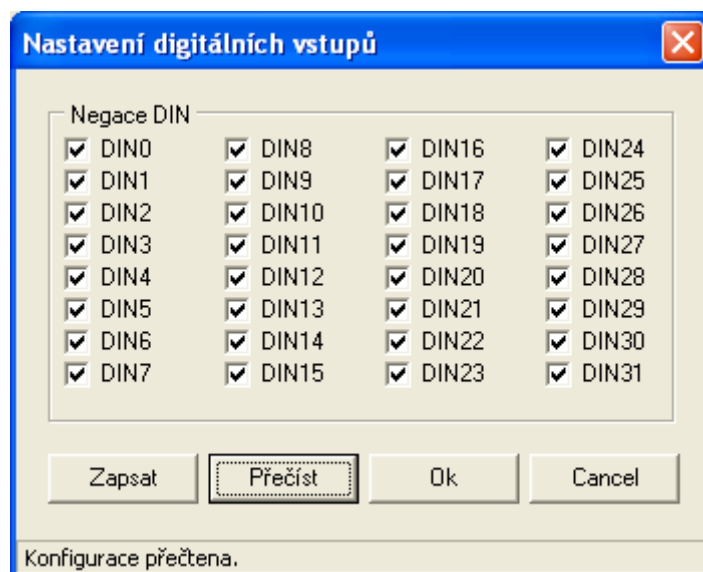 Nastavení digitálních vstupů
Negace DIN
DIN0 DIN8 DIN16 DIN24
DIN1 DIN9 DIN17 DIN25
DIN2 DIN10 DIN18 DIN26
DIN3 DIN11 DIN19 DIN27
DIN4 DIN12 DIN20 DIN28
DIN5 DIN13 DIN21 DIN29
DIN6 DIN14 DIN22 DIN30
DIN7 DIN15 DIN23 DIN31
Zapsat Přečíst Ok Cancel
Konfigurace přečtena.